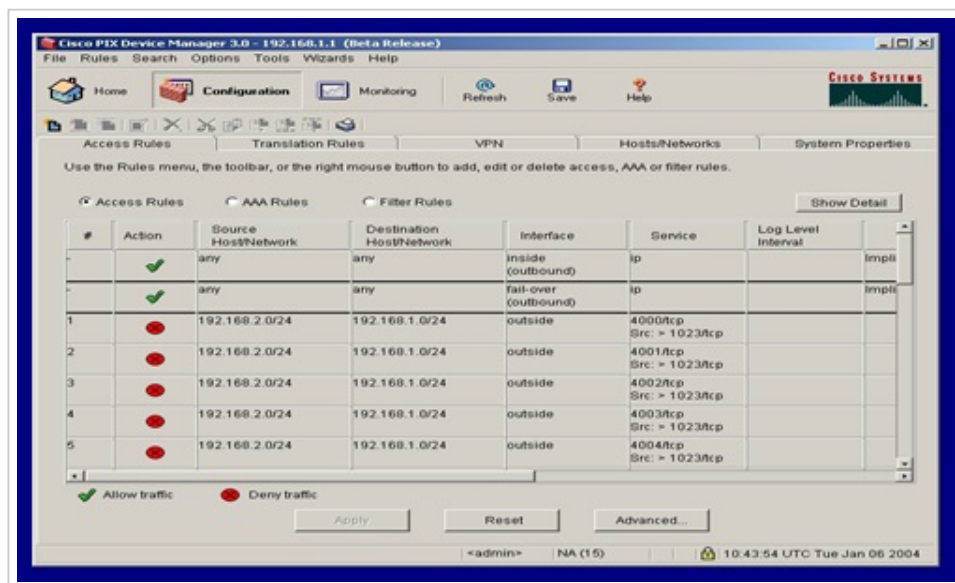 Cisco PIX Device Manager 3.0 - 192.168.1.1 (Beta Release)
File Rules Search Options Tools Wizards Help
Home Configuration Monitoring Refresh Save Help
CISCO SYSTEMS
Access Rules Translation Rules VPN Hosts/Networks System Properties
Use the Rules menu, the toolbar, or the right mouse button to add, edit or delete access, AAA or filter rules.
Access Rules AAA Rules Filter Rules Show Detail
# Action Source Host/Network Destination Host/Network Interface Service Log Level Interval
- any any inside (outbound) ip Impli
- any any fail-over (outbound) ip Impli
1 192.168.2.0/24 192.168.1.0/24 outside 4000/tcp Src: > 1023/tcp
2 192.168.2.0/24 192.168.1.0/24 outside 4001/tcp Src: > 1023/tcp
3 192.168.2.0/24 192.168.1.0/24 outside 4002/tcp Src: > 1023/tcp
4 192.168.2.0/24 192.168.1.0/24 outside 4003/tcp Src: > 1023/tcp
5 192.168.2.0/24 192.168.1.0/24 outside 4004/tcp Src: > 1023/tcp
Allow traffic Deny traffic
Apply Reset Advanced...
<admin> NA (15) 10:43:54 UTC Tue Jan 06 2004